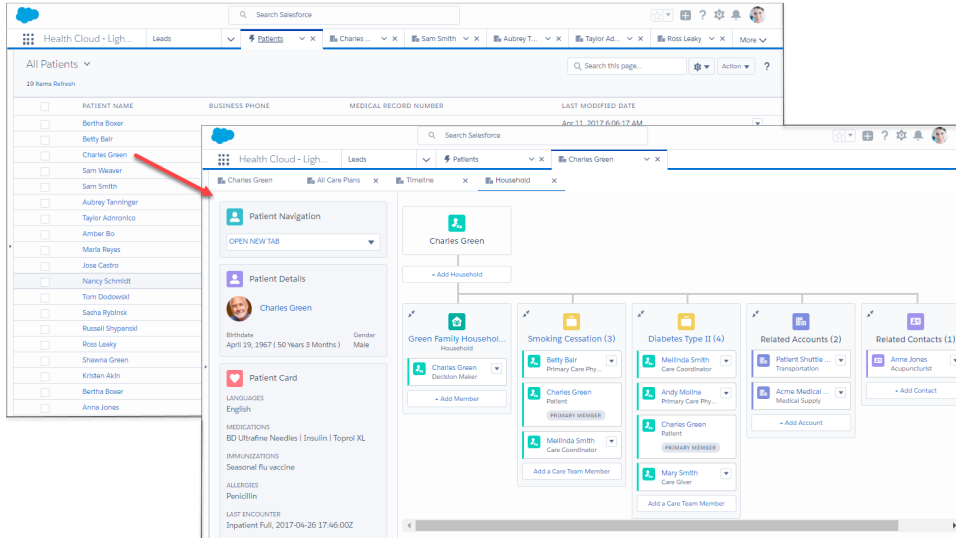 Search Salesforce
Health Cloud - Ligh...
Leads
Patients
Charles ...
Sam Smith
Aubrey T...
Taylor Ad...
Ross Leaky
More
All Patients
Search this page...
Action
19 Items Refresh
PATIENT NAME
BUSINESS PHONE
MEDICAL RECORD NUMBER
LAST MODIFIED DATE
Bertha Boxer
Apr 11, 2017 6:06:17 AM
Betty Bair
Charles Green
Sam Weaver
Sam Smith
Aubrey Tanninger
Taylor Adnronico
Amber Bo
Maria Reyes
Jose Castro
Nancy Schmidt
Tom Dodowski
Sasha Rybinsk
Russell Shypanski
Ross Leaky
Shawna Green
Kristen Akin
Bertha Boxer
Anna Jones
Search Salesforce
Health Cloud - Ligh...
Leads
Patients
Charles Green
Charles Green
All Care Plans
Timeline
Household
Patient Navigation
OPEN NEW TAB
Patient Details
Charles Green
Birthdate
Gender
April 19, 1967 ( 50 Years 3 Months )
Male
Patient Card
LANGUAGES
English
MEDICATIONS
BD Ultrafine Needles | Insulin | Toprol XL
IMMUNIZATIONS
Seasonal flu vaccine
ALLERGIES
Penicillin
LAST ENCOUNTER
Inpatient Full, 2017-04-26 17:46:00Z
Charles Green
+ Add Household
Green Family Househol...
Household
Charles Green
Decision Maker
+ Add Member
Smoking Cessation (3)
Betty Bair
Primary Care Phy...
Charles Green
Patient
PRIMARY MEMBER
Mellinda Smith
Care Coordinator
Add a Care Team Member
Diabetes Type II (4)
Mellinda Smith
Care Coordinator
Andy Molina
Primary Care Phy...
Charles Green
Patient
PRIMARY MEMBER
Mary Smith
Care Giver
Add a Care Team Member
Related Accounts (2)
Patient Shuttle ...
Transportation
Acme Medical ...
Medical Supply
+ Add Account
Related Contacts (1)
Anna Jones
Acupuncturist
+ Add Contact